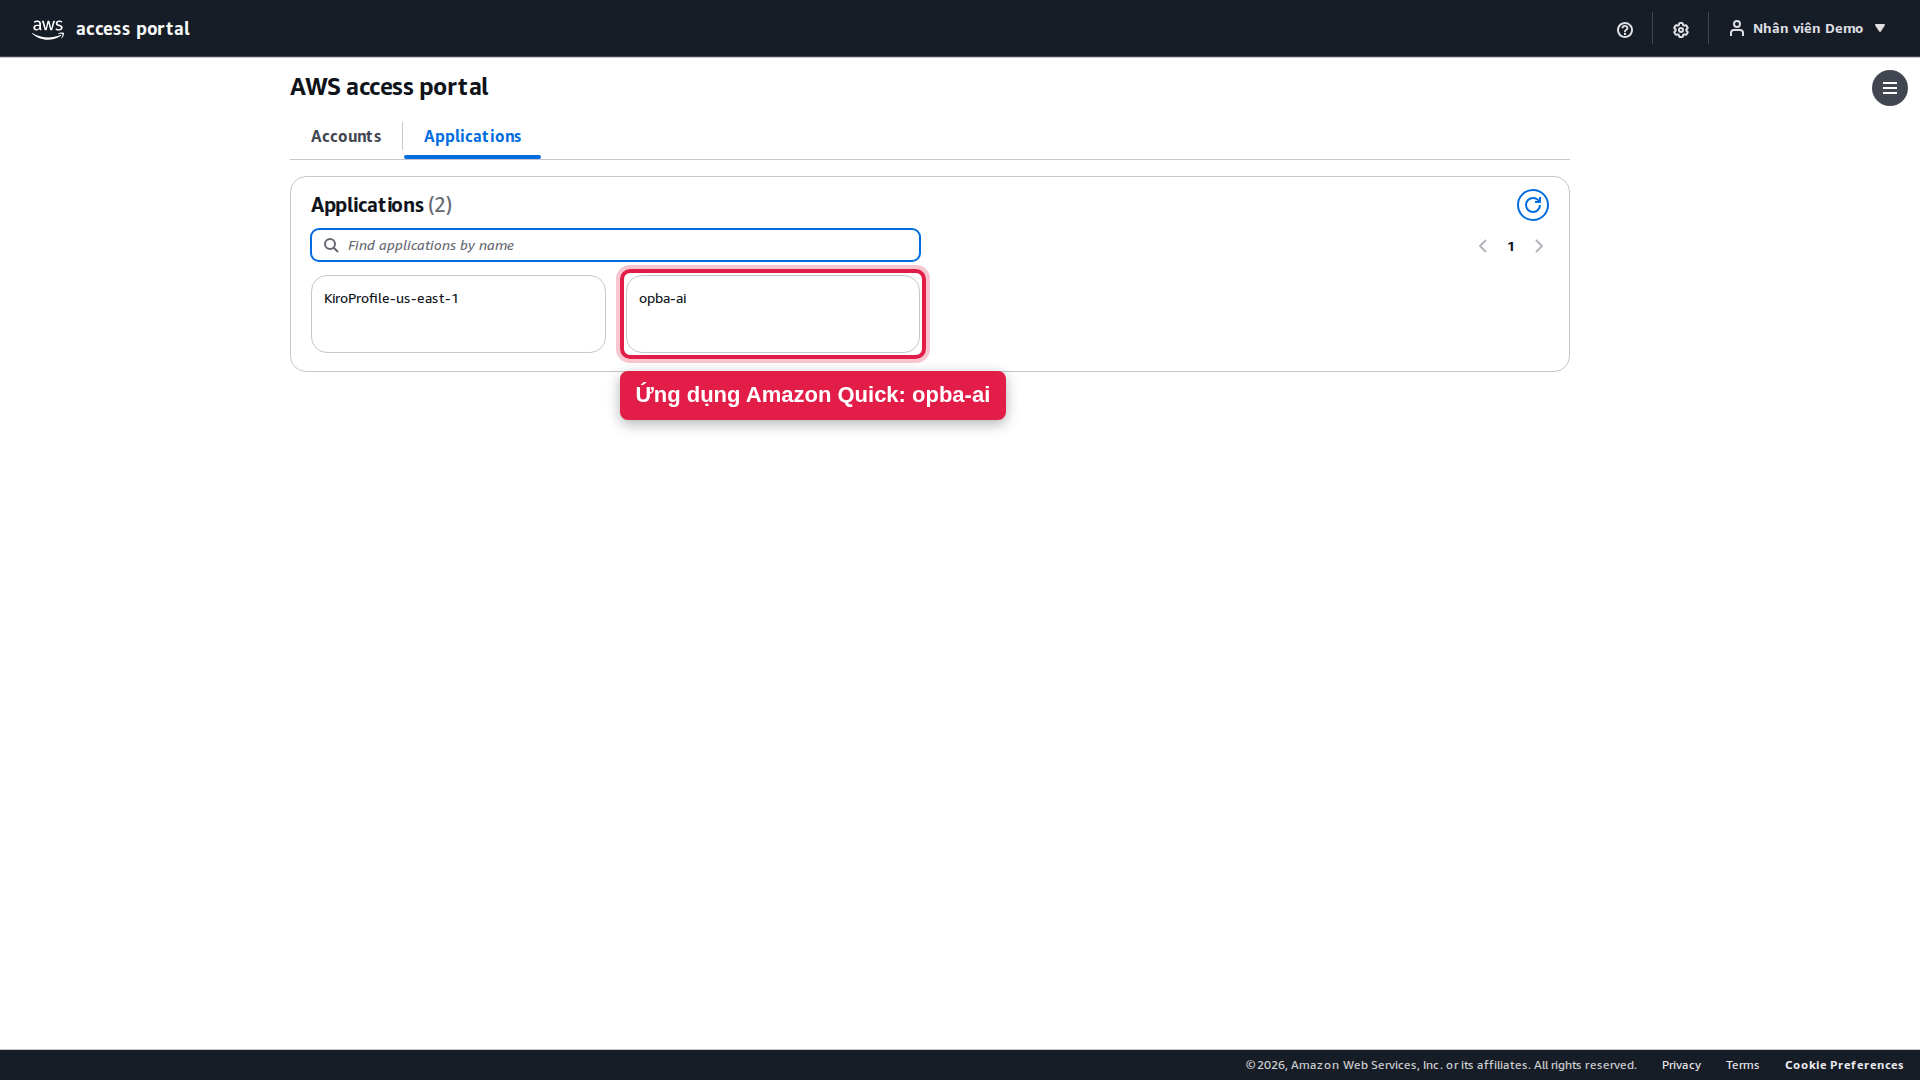 aws access portal
Nhân viên Demo
AWS access portal
Accounts
Applications
Applications (2)
Find applications by name
1
KiroProfile-us-east-1
opba-ai
Ứng dụng Amazon Quick: opba-ai
©2026, Amazon Web Services, Inc. or its affiliates. All rights reserved.
Privacy
Terms
Cookie Preferences